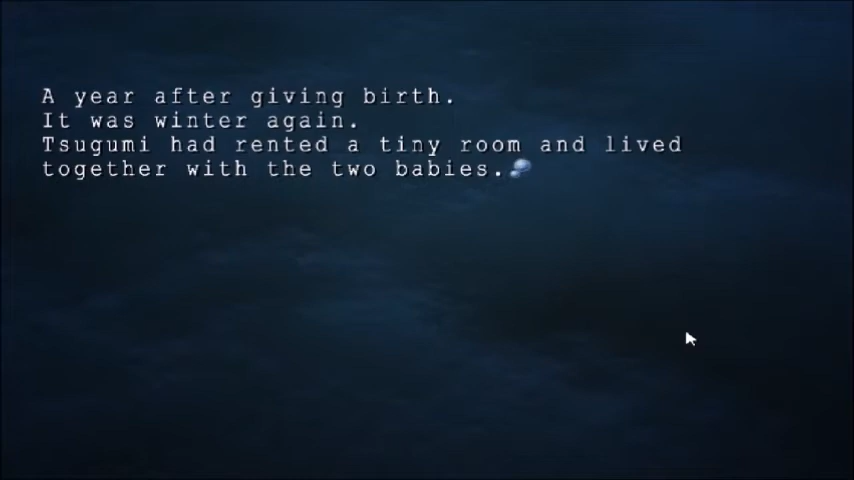 A year after giving birth.
It was winter again.
Tsugumi had rented a tiny room and lived
together with the two babies.